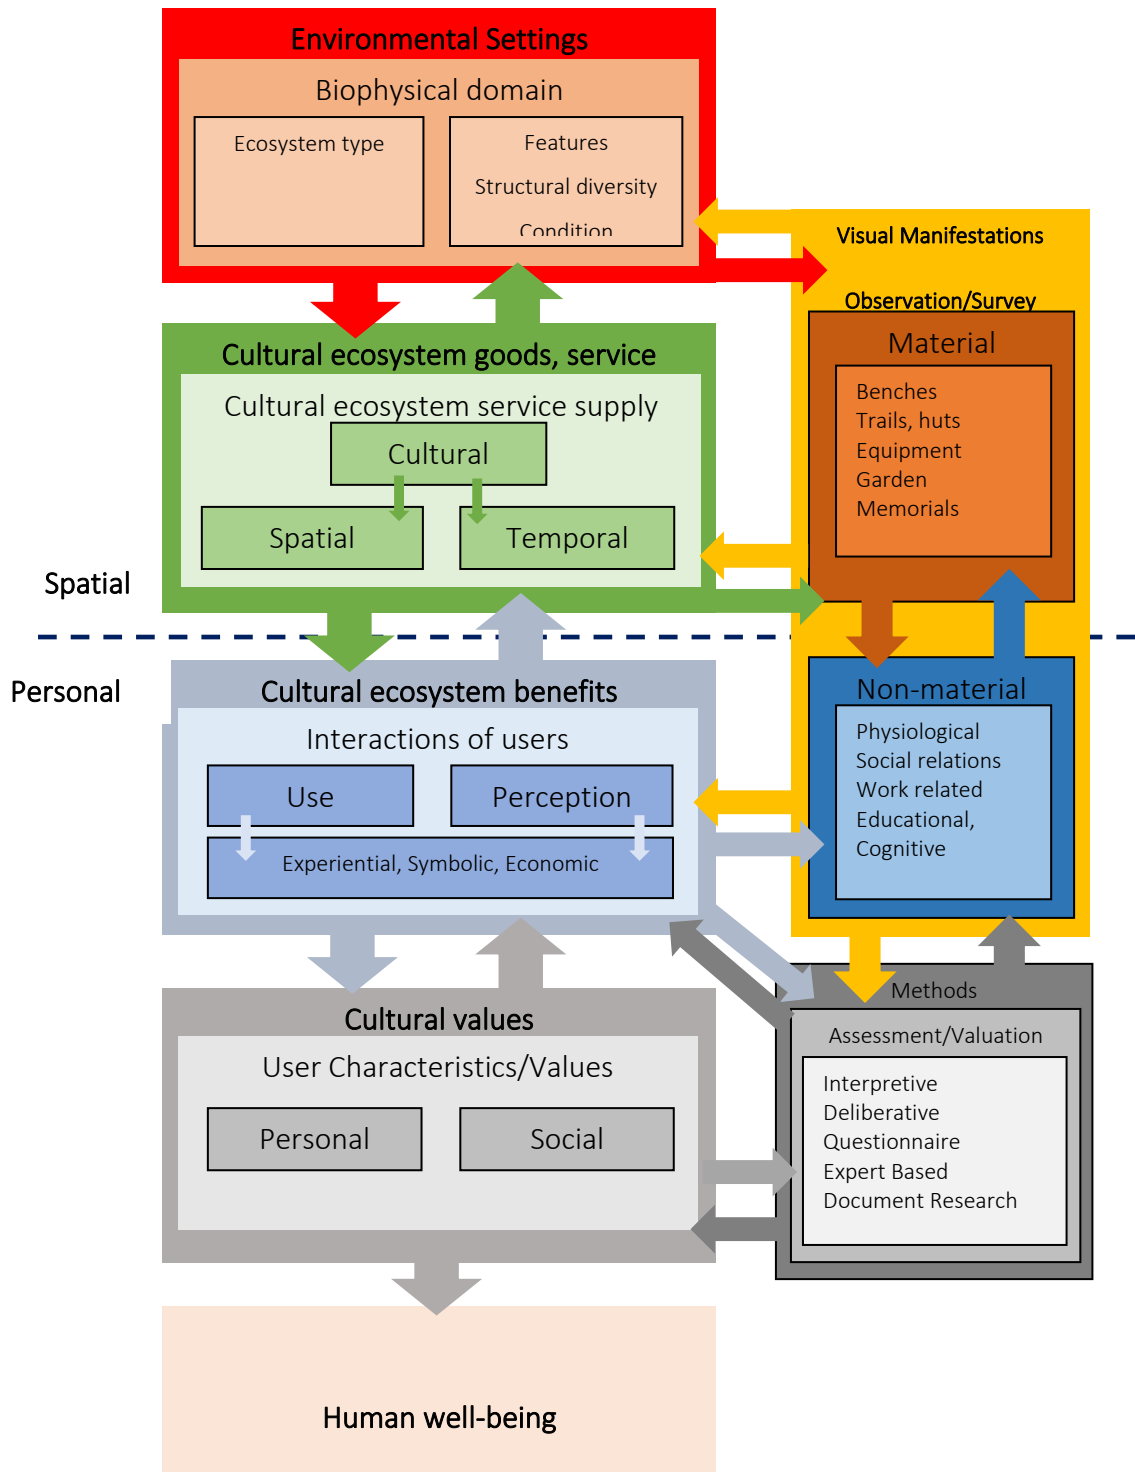 Environmental Settings
Biophysical domain
Ecosystem type
Features
Structural diversity
Condition
Visual Manifestations
Observation/Survey
Material
Benches
Trails, huts
Equipment
Garden
Memorials
Cultural ecosystem goods, service
Cultural ecosystem service supply
Cultural
Spatial
Temporal
Spatial
Personal
Cultural ecosystem benefits
Interactions of users
Use
Perception
Experiential, Symbolic, Economic
Non-material
Physiological
Social relations
Work related
Educational,
Cognitive
Cultural values
User Characteristics/Values
Personal
Social
Methods
Assessment/Valuation
Interpretive
Deliberative
Questionnaire
Expert Based
Document Research
Human well-being